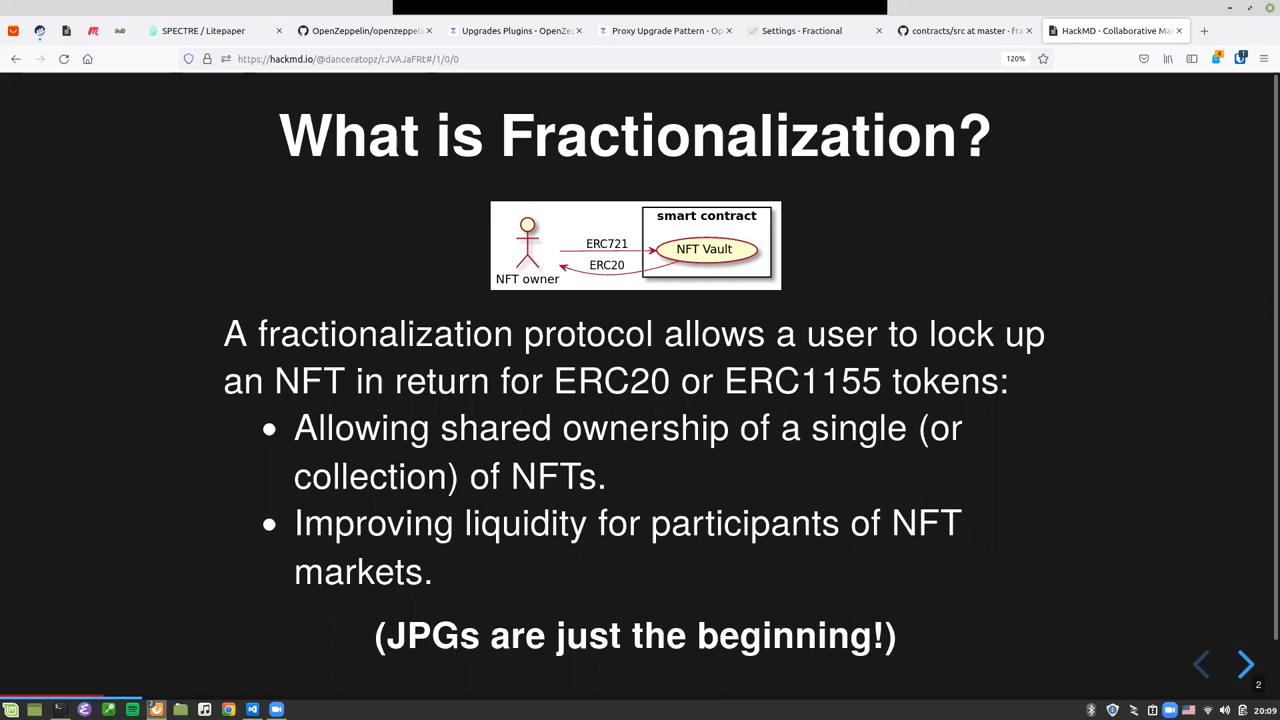 SPECTRE / Litepaper
OpenZeppelin/openzeppeli
Upgrades Plugins - OpenZe
Proxy Upgrade Pattern - Op
Settings - Fractional
contracts/src at master · fra
HackMD - Collaborative Ma
https://hackmd.io/@danceratopz/rJVAJaFRt#/1/0/0
120%
4
1
What is Fractionalization?
smart contract
ERC721
NFT Vault
ERC20
NFT owner
A fractionalization protocol allows a user to lock up
an NFT in return for ERC20 or ERC1155 tokens:
• Allowing shared ownership of a single (or
collection) of NFTs.
• Improving liquidity for participants of NFT
markets.
(JPGs are just the beginning!)
2
20:09